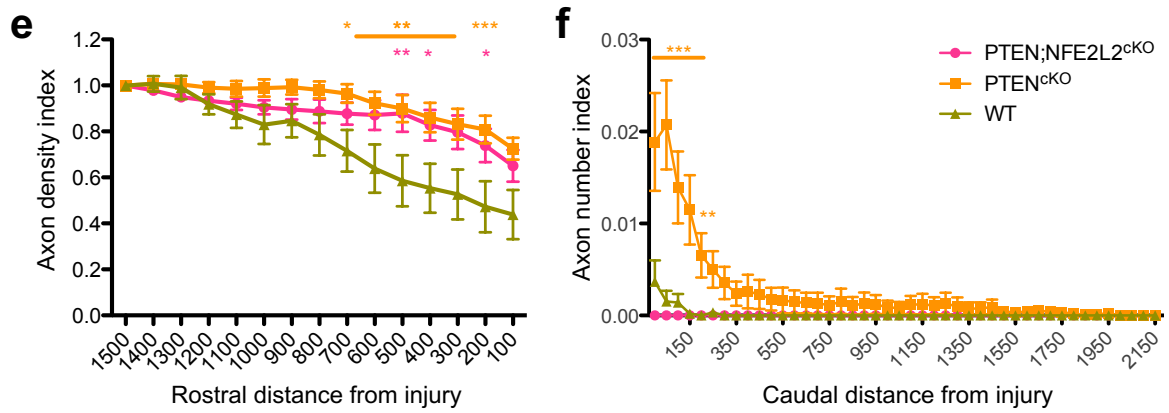 e
* ** ***
** * *
1.2
1.0
0.8
0.6
0.4
0.2
0.0
Axon density index
1500 1400 1300 1200 1100 1000 900 800 700 600 500 400 300 200 100
Rostral distance from injury
f
***
**
0.03
0.02
0.01
0.00
Axon number index
150 350 550 750 950 1150 1350 1550 1750 1950 2150
Caudal distance from injury
PTEN;NFE2L2cKO
PTENcKO
WT